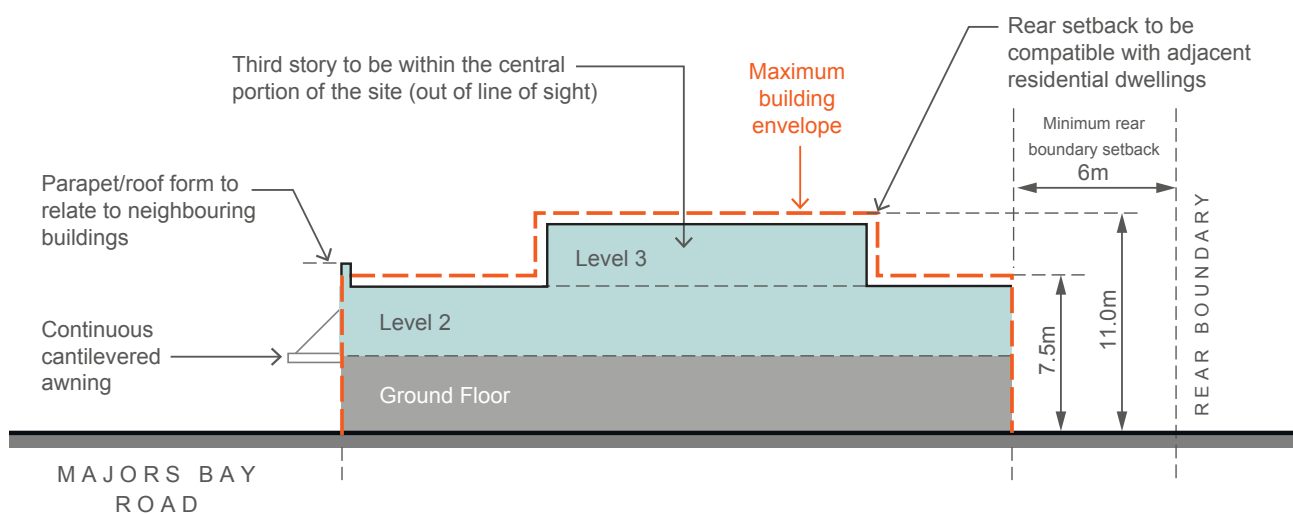 Third story to be within the central
portion of the site (out of line of sight)
Maximum
building
envelope
Rear setback to be
compatible with adjacent
residential dwellings
Minimum rear
boundary setback
6m
Parapet/roof form to
relate to neighbouring
buildings
Level 3
Level 2
Continuous
cantilevered
awning
Ground Floor
7.5m
11.0m
REAR BOUNDARY
MAJORS BAY
ROAD